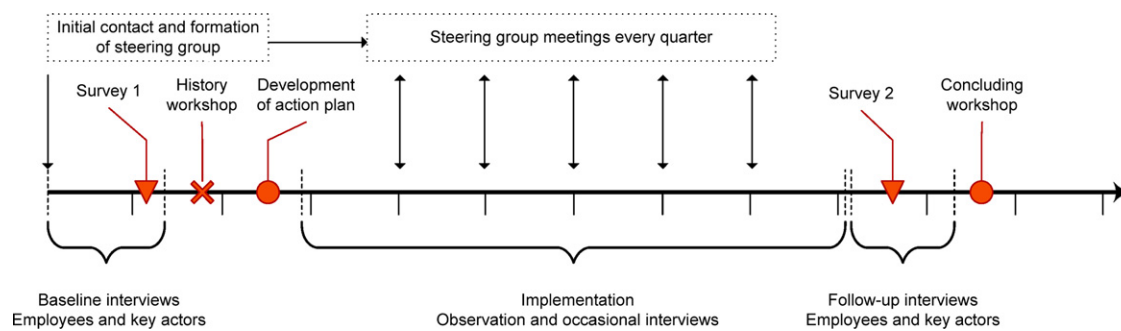 Initial contact and formation
of steering group
Steering group meetings every quarter
Survey 1
History
workshop
Development
of action plan
Survey 2
Concluding
workshop
Baseline interviews
Employees and key actors
Implementation
Observation and occasional interviews
Follow-up interviews
Employees and key actors